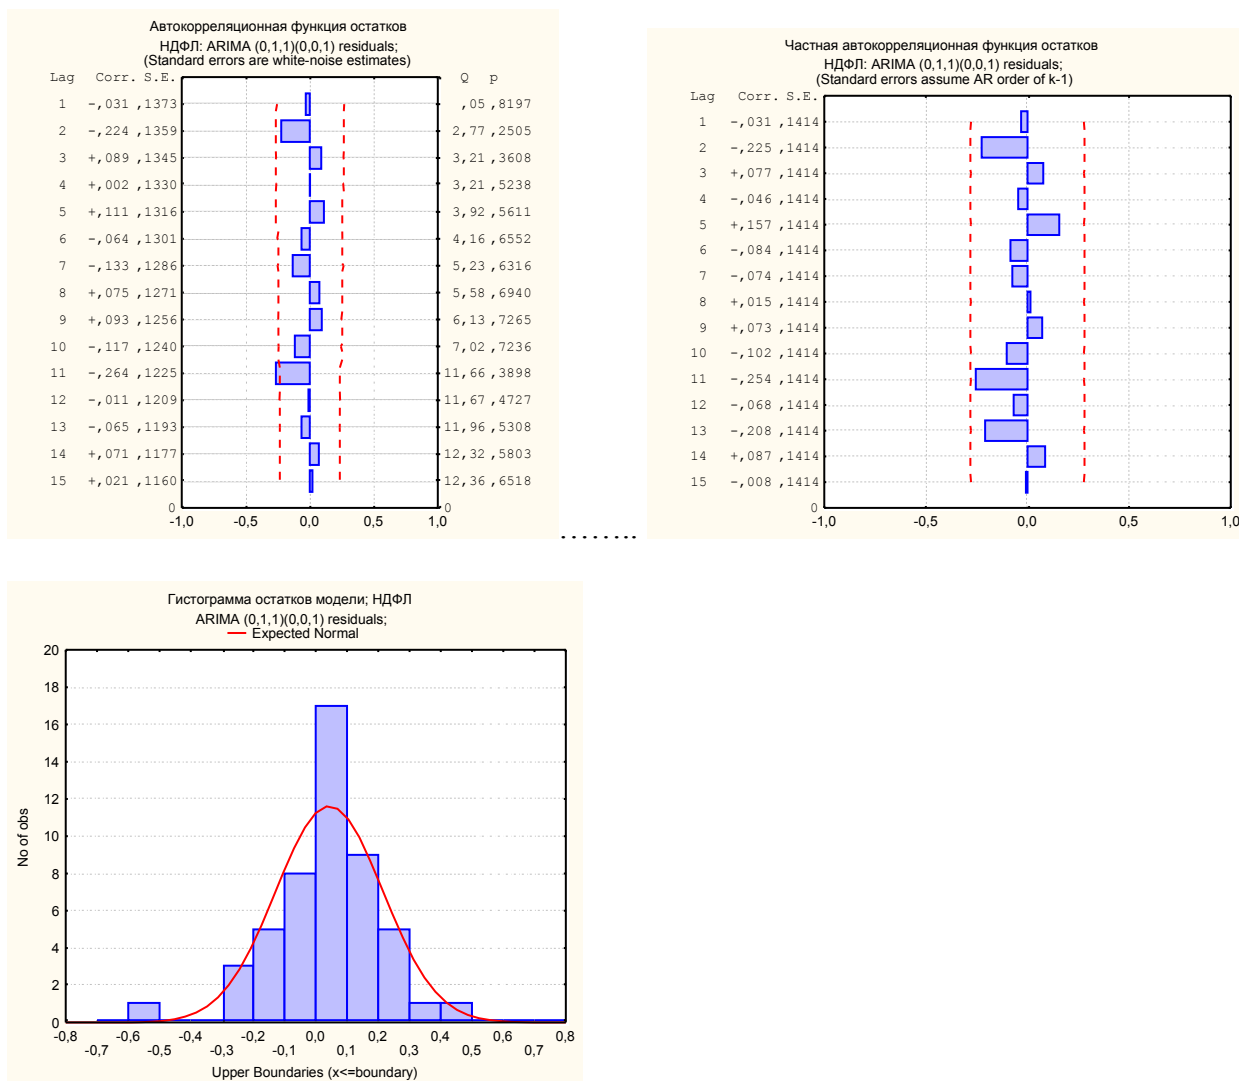 Автокорреляционная функция остатков
НДФЛ: ARIMA (0,1,1)(0,0,1) residuals;
(Standard errors are white-noise estimates)
Lag Corr. S.E. Q p
1 -,031 ,1373 ,05 ,8197
2 -,224 ,1359 2,77 ,2505
3 +,089 ,1345 3,21 ,3608
4 +,002 ,1330 3,21 ,5238
5 +,111 ,1316 3,92 ,5611
6 -,064 ,1301 4,16 ,6552
7 -,133 ,1286 5,23 ,6316
8 +,075 ,1271 5,58 ,6940
9 +,093 ,1256 6,13 ,7265
10 -,117 ,1240 7,02 ,7236
11 -,264 ,1225 11,66 ,3898
12 -,011 ,1209 11,67 ,4727
13 -,065 ,1193 11,96 ,5308
14 +,071 ,1177 12,32 ,5803
15 +,021 ,1160 12,36 ,6518
0 0
-1,0 -0,5 0,0 0,5 1,0
........
Частная автокорреляционная функция остатков
НДФЛ: ARIMA (0,1,1)(0,0,1) residuals;
(Standard errors assume AR order of k-1)
Lag Corr. S.E.
1 -,031 ,1414
2 -,225 ,1414
3 +,077 ,1414
4 -,046 ,1414
5 +,157 ,1414
6 -,084 ,1414
7 -,074 ,1414
8 +,015 ,1414
9 +,073 ,1414
10 -,102 ,1414
11 -,254 ,1414
12 -,068 ,1414
13 -,208 ,1414
14 +,087 ,1414
15 -,008 ,1414
0
-1,0 -0,5 0,0 0,5 1,0
Гистограмма остатков модели; НДФЛ
ARIMA (0,1,1)(0,0,1) residuals;
Expected Normal
20
18
16
14
12
10
8
6
4
2
0
No of obs
-0,8 -0,6 -0,4 -0,2 0,0 0,2 0,4 0,6 0,8
-0,7 -0,5 -0,3 -0,1 0,1 0,3 0,5 0,7
Upper Boundaries (x<=boundary)